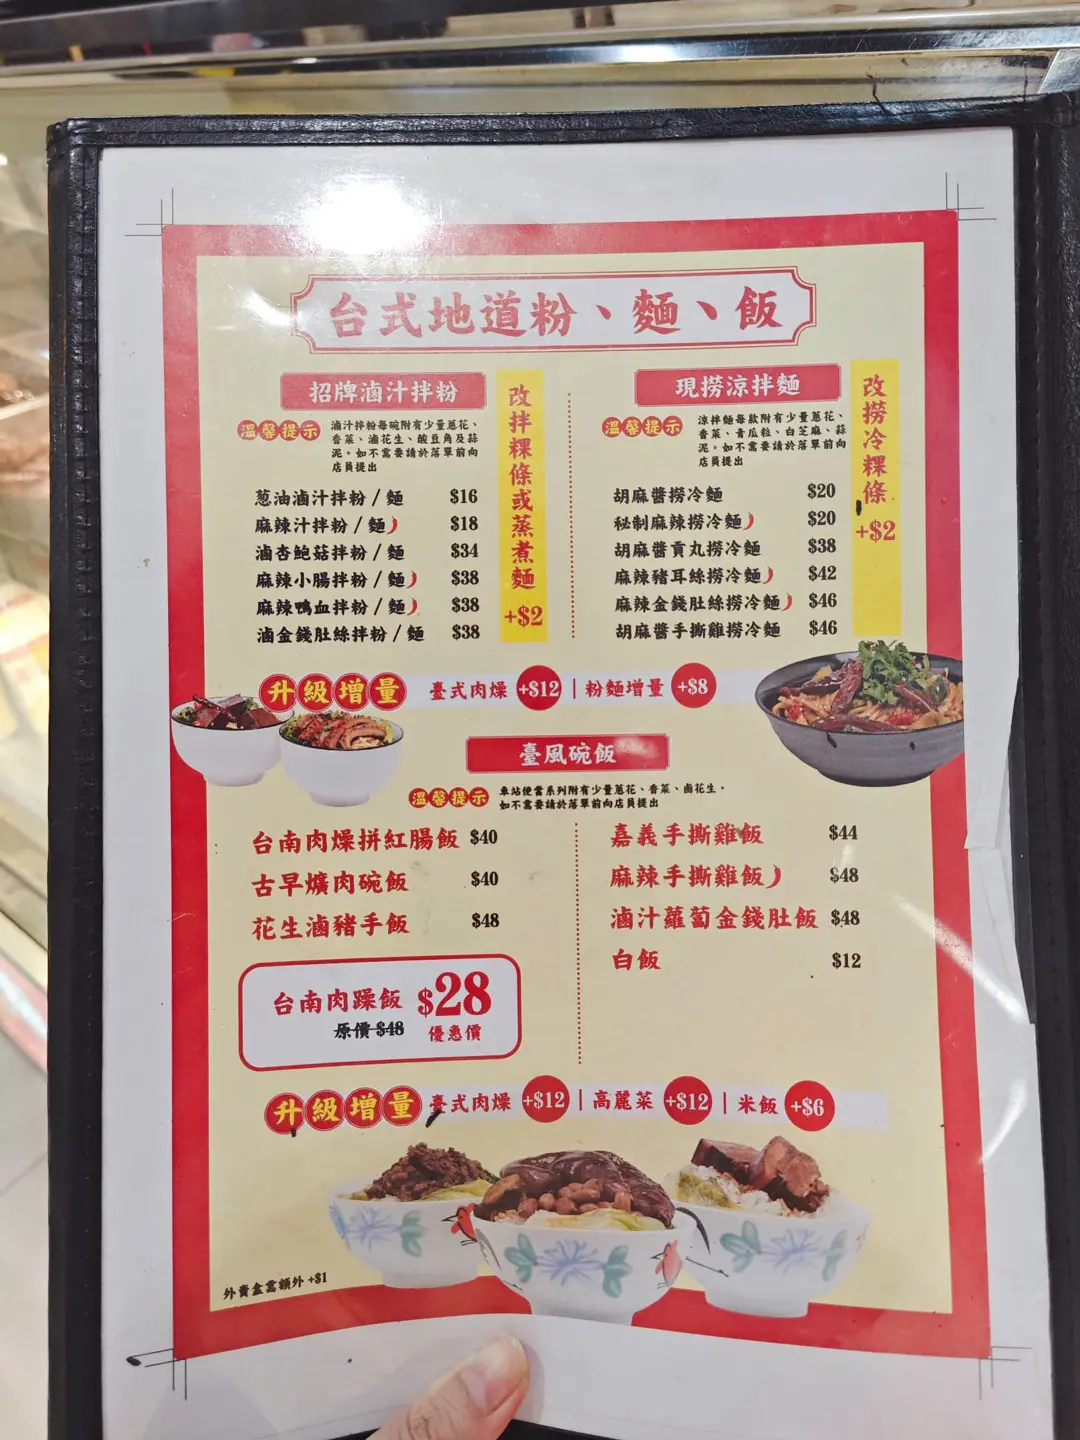 台式地道粉、麵、飯
招牌滷汁拌粉
溫馨提示
滷汁拌粉每碗附有少量蔥花、
香菜、滷花生、酸豆角及蒜
泥。如不需要請於落單前向
店員提出
蔥油滷汁拌粉/麵 $16
麻辣汁拌粉/麵 $18
滷杏鮑菇拌粉/麵 $34
麻辣小腸拌粉/麵 $38
麻辣鴨血拌粉/麵 $38
滷金錢肚絲拌粉/麵 $38
改拌粿條或蒸煮麵 +$2
現撈涼拌麵
溫馨提示
涼拌麵每款附有少量蔥花、
香菜、青瓜粒、白芝麻、蒜
泥。如不需要請於落單前向
店員提出
胡麻醬撈冷麵 $20
秘制麻辣撈冷麵 $20
胡麻醬貢丸撈冷麵 $38
麻辣豬耳絲撈冷麵 $42
麻辣金錢肚絲撈冷麵 $46
胡麻醬手撕雞撈冷麵 $46
改撈冷粿條 +$2
升級增量 臺式肉燥 +$12 | 粉麵增量 +$8
臺風碗飯
溫馨提示
車站便當系列附有少量蔥花、香菜、鹵花生。
如不需要請於落單前向店員提出
台南肉燥拼紅腸飯 $40
古早爌肉碗飯 $40
花生滷豬手飯 $48
台南肉躁飯 $28
原價 $48 優惠價
嘉義手撕雞飯 $44
麻辣手撕雞飯 $48
滷汁蘿蔔金錢肚飯 $48
白飯 $12
升級增量 臺式肉燥 +$12 | 高麗菜 +$12 | 米飯 +$6
外賣盒需額外 +$1